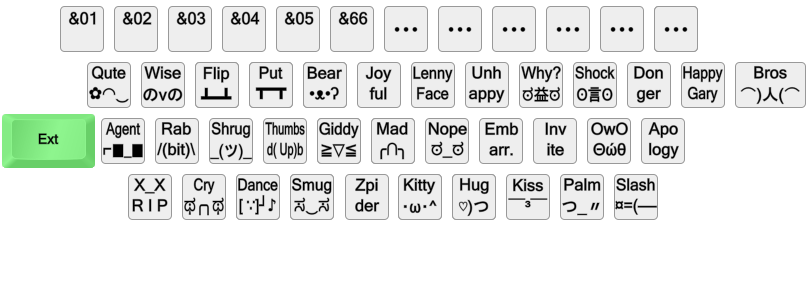 &01 &02 &03 &04 &05 &66 ... ... ... ... ... ...
Qute Wise Flip Put Bear Joy Lenny Unh Why? Shock Don Happy Bros
✿◠‿ のvの ┻━┻ ┬─┬ •ᴥ•ʔ ful Face appy ಠ益ಠ ʘ言ʘ ger Gary ⌒)人(⌒
Ext
Agent Rab Shrug Thumbs Giddy Mad Nope Emb Inv OwO Apo
⌐■_■ /(bit)\ _(ツ)_ d( Up)b ≧▽≦ ╭∩╮ ಠ_ಠ arr. ite Θώθ logy
X_X Cry Dance Smug Zpi Kitty Hug Kiss Palm Slash
R I P ಥ╭╮ಥ [ ∵]┘♪ ಸ‿ಸ der ･ω･^ ♡)つ ￣³￣ つ_〃 ¤=(—